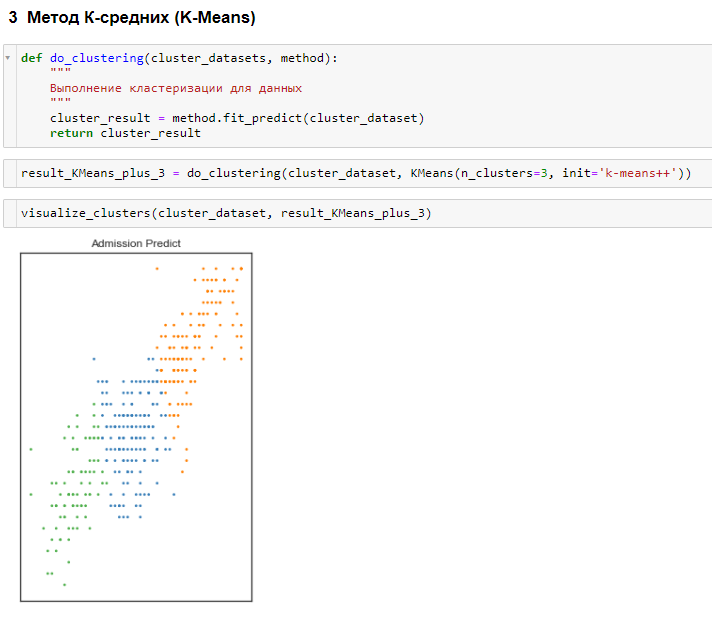 3 Метод К-средних (K-Means)
def do_clustering(cluster_datasets, method):
"""
Выполнение кластеризации для данных
"""
cluster_result = method.fit_predict(cluster_dataset)
return cluster_result
result_KMeans_plus_3 = do_clustering(cluster_dataset, KMeans(n_clusters=3, init='k-means++'))
visualize_clusters(cluster_dataset, result_KMeans_plus_3)
Admission Predict